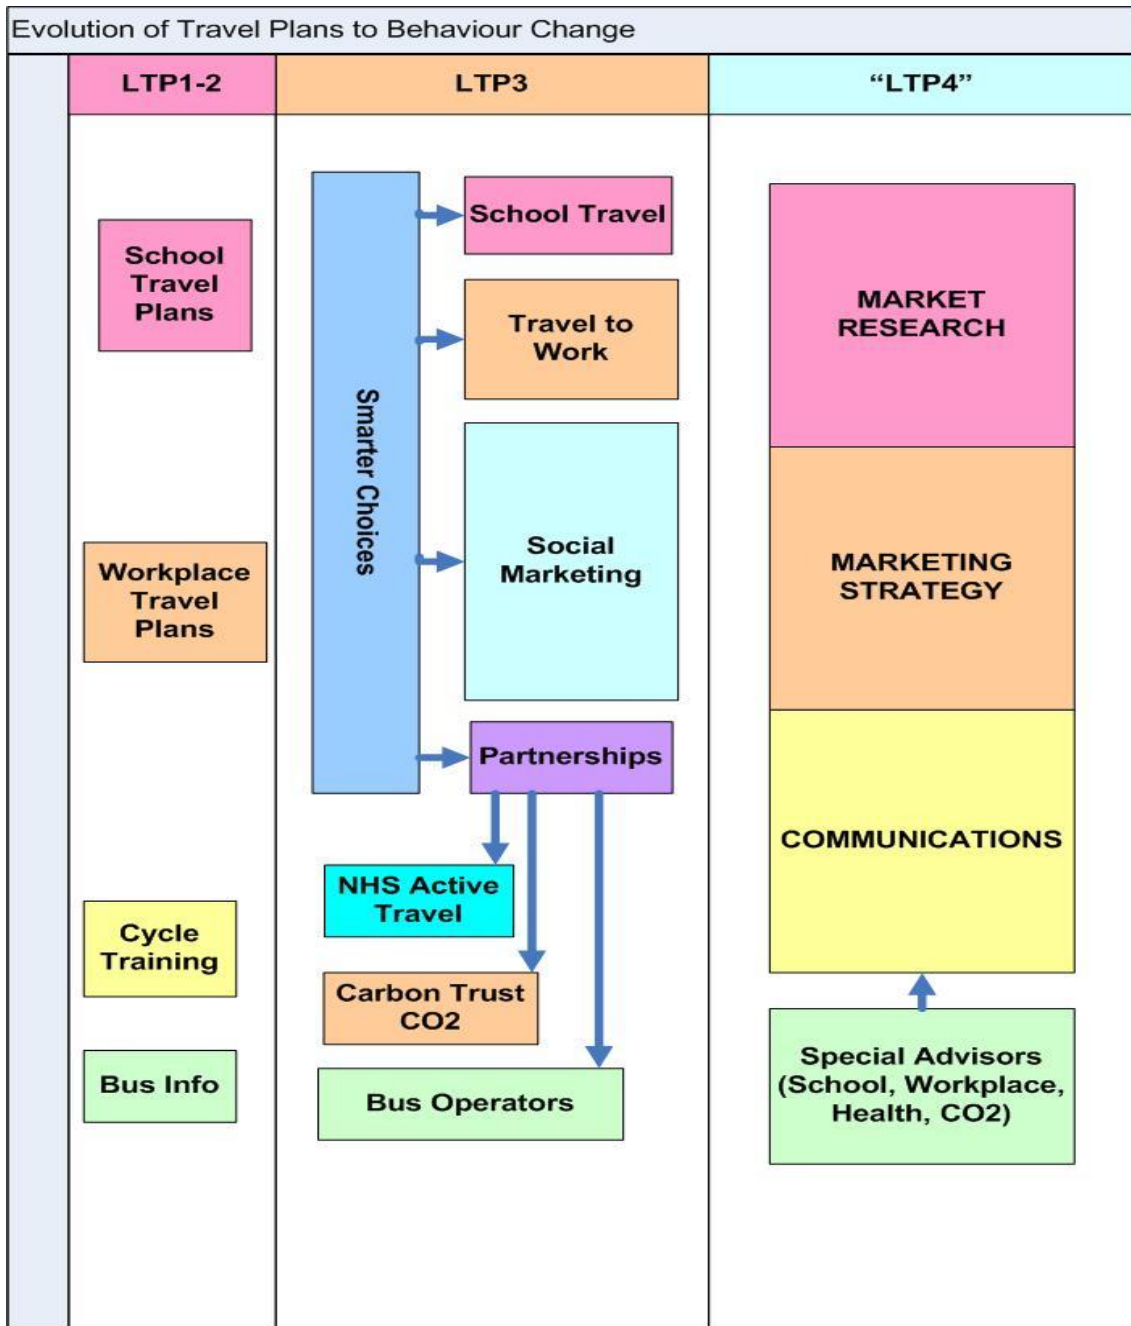 Evolution of Travel Plans to Behaviour Change
LTP1-2
LTP3
“LTP4”
School
Travel
Plans
Workplace
Travel
Plans
Cycle
Training
Bus Info
Smarter Choices
School Travel
Travel to
Work
Social
Marketing
Partnerships
NHS Active
Travel
Carbon Trust
CO2
Bus Operators
MARKET
RESEARCH
MARKETING
STRATEGY
COMMUNICATIONS
Special Advisors
(School, Workplace,
Health, CO2)